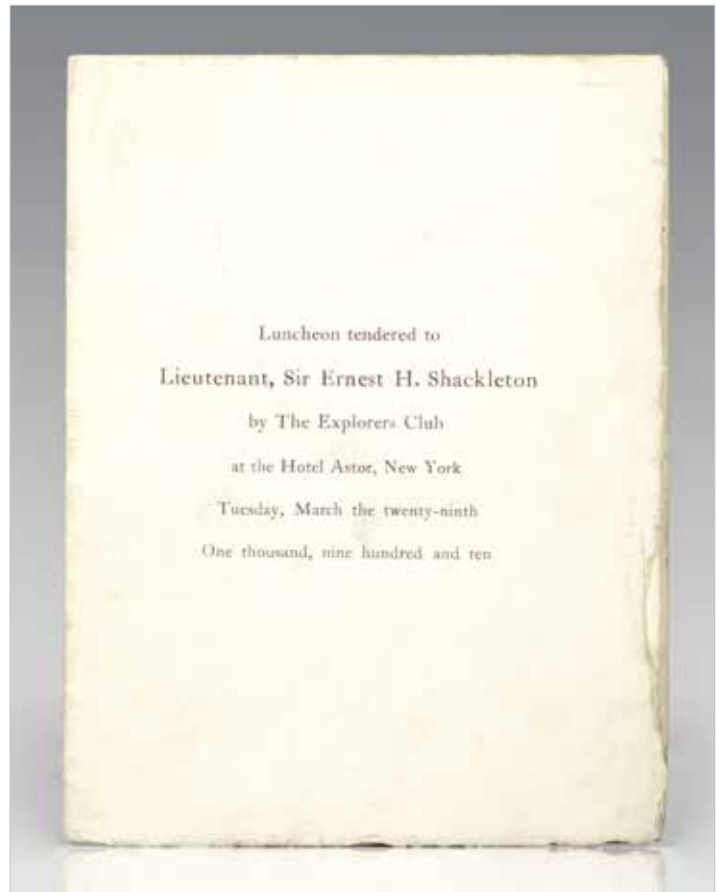 Luncheon tendered to
Lieutenant, Sir Ernest H. Shackleton
by The Explorers Club
at the Hotel Astor, New York
Tuesday, March the twenty-ninth
One thousand, nine hundred and ten